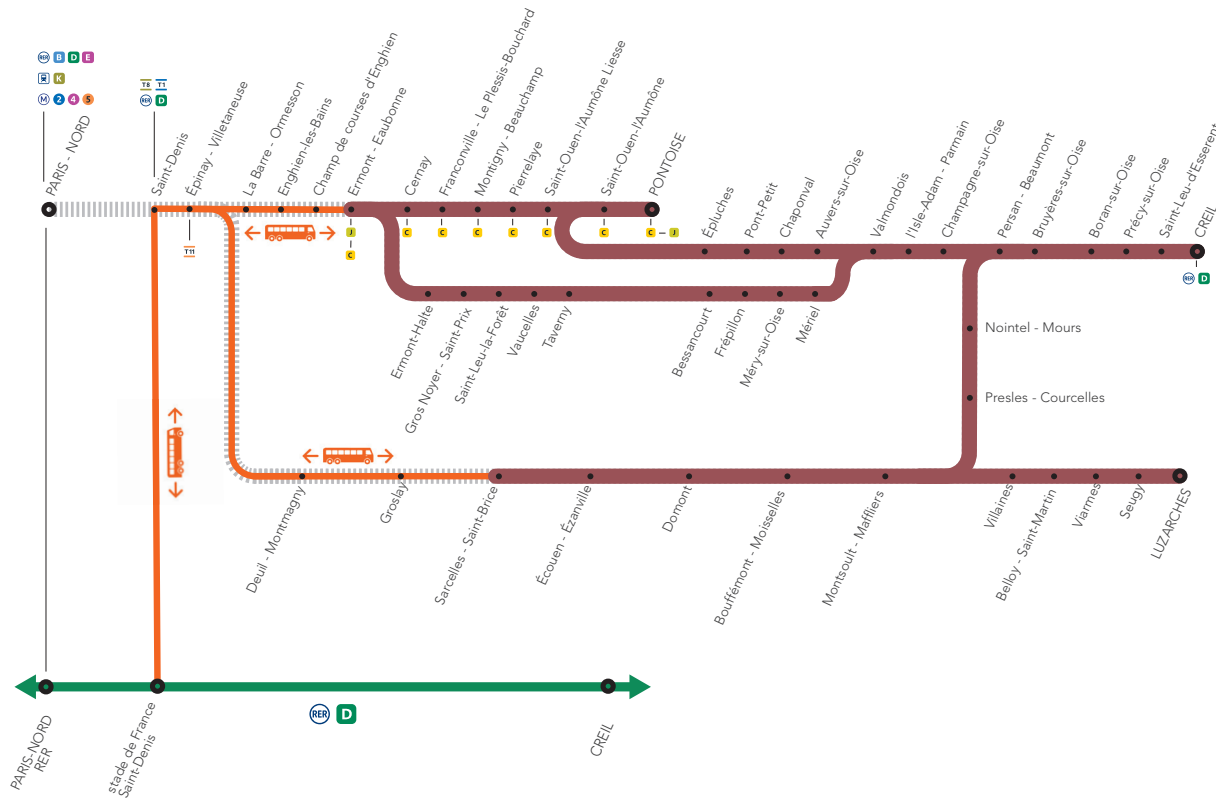 RER B D E
K
M 2 4 5
T8 T1
RER D
PARIS - NORD
Saint-Denis
Épinay - Villetaneuse
La Barre - Ormesson
Enghien-les-Bains
Champ de courses d'Enghien
Ermont - Eaubonne
Cernay
Franconville - Le Plessis-Bouchard
Montigny - Beauchamp
Pierrelaye
Saint-Ouen-l'Aumône Liesse
Saint-Ouen-l'Aumône
PONTOISE
T11
J
C
C
C
C
C
C
C
C J
Épluches
Pont-Petit
Chaponval
Auvers-sur-Oise
Valmondois
l'Isle-Adam - Parmain
Champagne-sur-Oise
Persan - Beaumont
Bruyères-sur-Oise
Boran-sur-Oise
Précy-sur-Oise
Saint-Leu-d'Esserent
CREIL
RER D
Ermont-Halte
Gros Noyer - Saint-Prix
Saint-Leu-la-Forêt
Vaucelles
Taverny
Bessancourt
Frépillon
Méry-sur-Oise
Mériel
Nointel - Mours
Presles - Courcelles
Deuil - Montmagny
Groslay
Sarcelles - Saint-Brice
Écouen - Ézanville
Domont
Bouffémont - Moisselles
Montsoult - Maffliers
Villaines
Belloy - Saint-Martin
Viarmes
Seugy
LUZARCHES
PARIS-NORD
RER
stade de France
Saint-Denis
RER D
CREIL